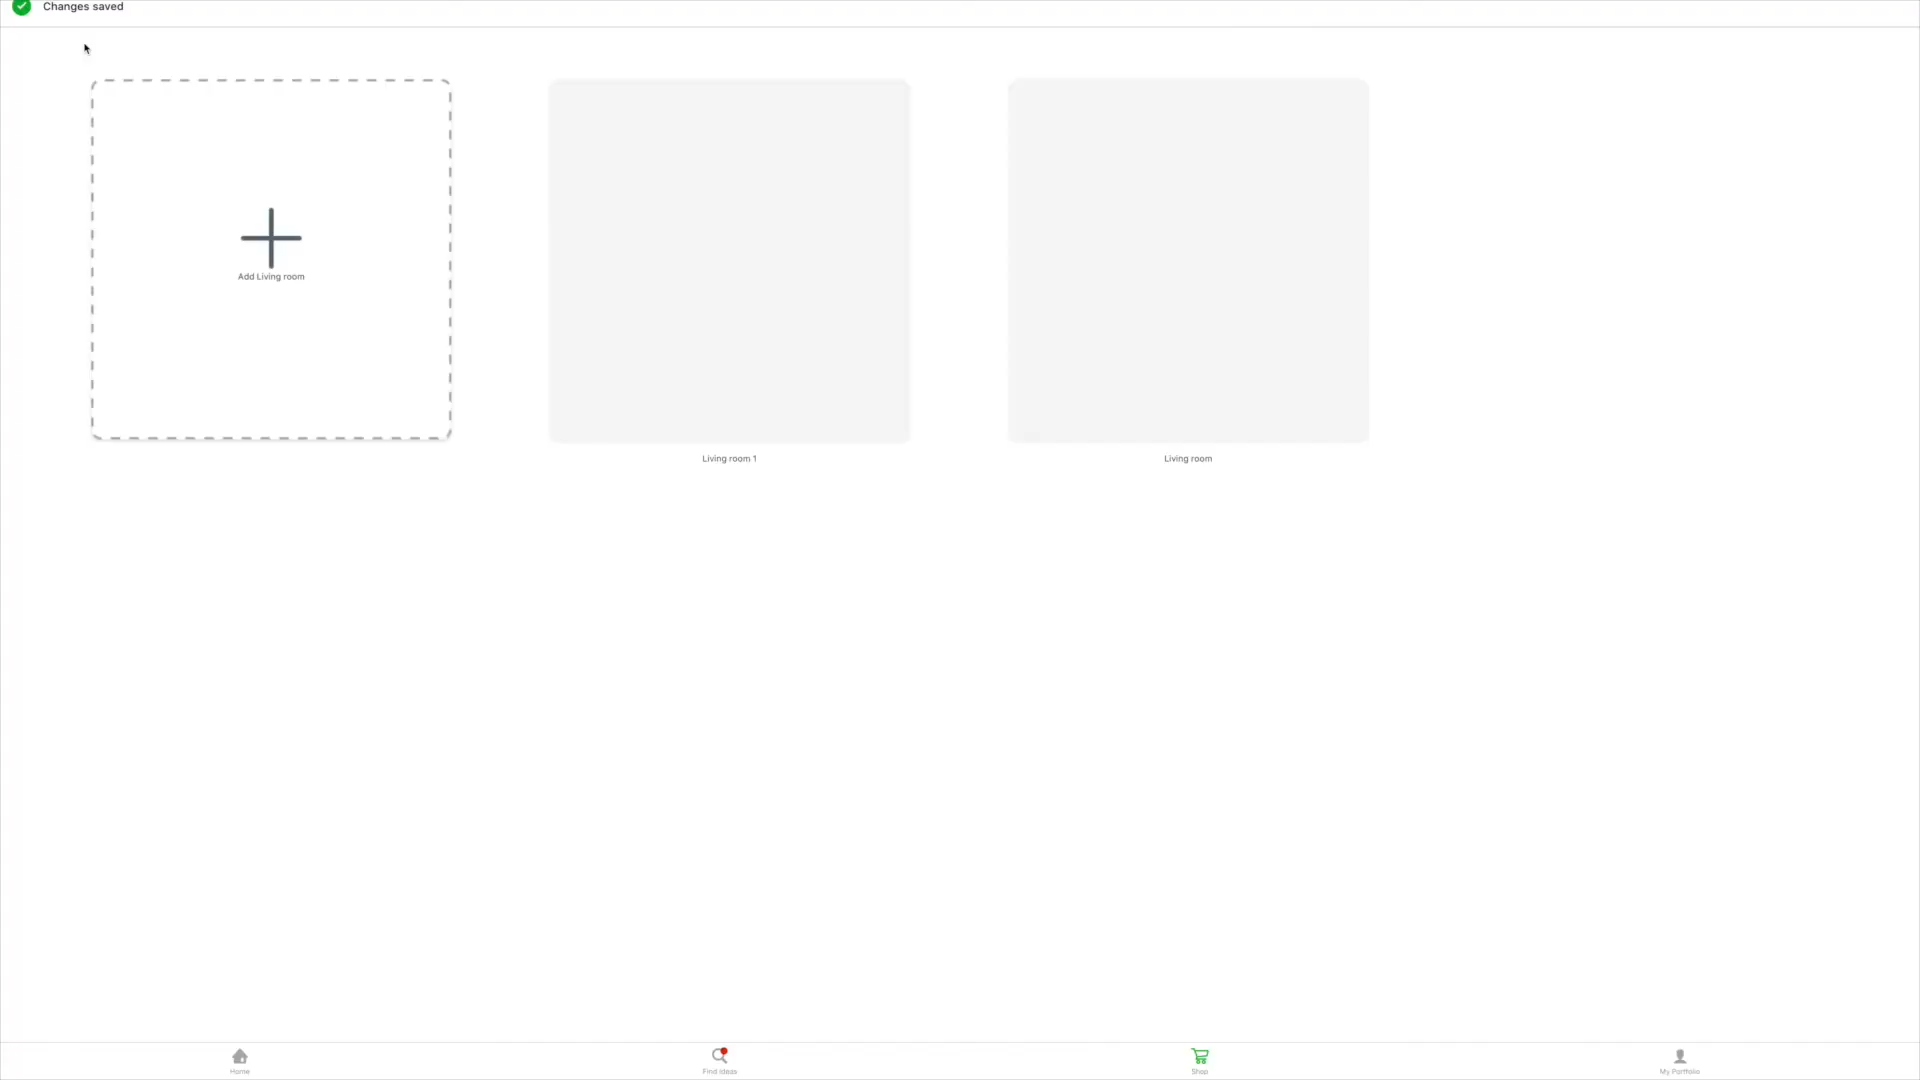 Changes saved
Add Living room
Living room 1
Living room
Home
Find ideas
Shop
My Portfolio